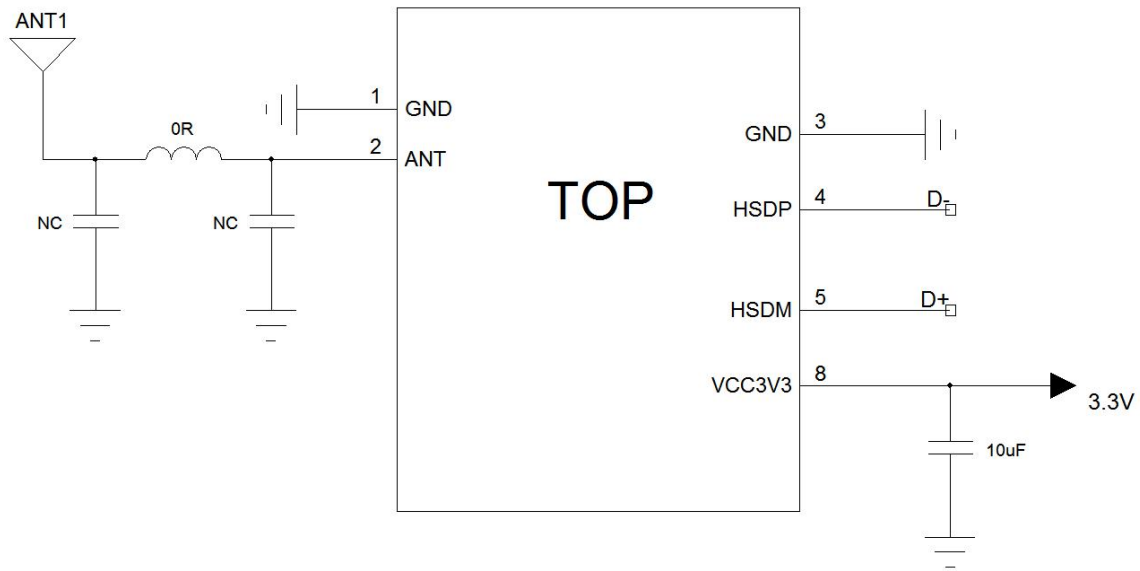 ANT1
0R
NC
NC
1
GND
2
ANT
TOP
GND
3
HSDP
4
D-
HSDM
5
D+
VCC3V3
8
3.3V
10uF